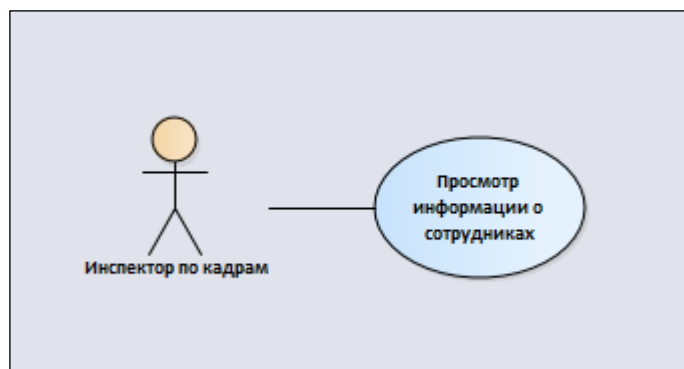 Просмотр
информации о
сотрудниках
Инспектор по кадрам